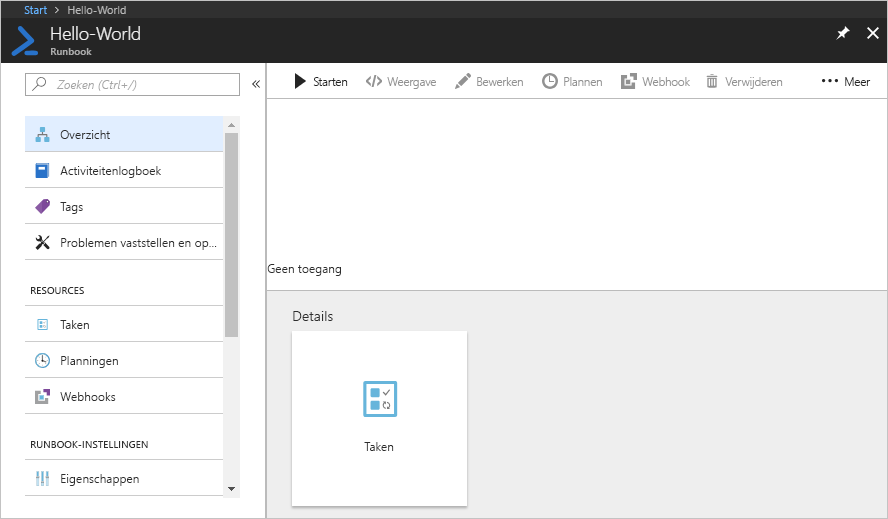 Start > Hello-World
Hello-World
Runbook
Zoeken (Ctrl+/)
«
Starten
Weergave
Bewerken
Plannen
Webhook
Verwijderen
Meer
Overzicht
Activiteitenlogboek
Tags
Problemen vaststellen en op...
RESOURCES
Taken
Planningen
Webhooks
RUNBOOK-INSTELLINGEN
Eigenschappen
Geen toegang
Details
Taken